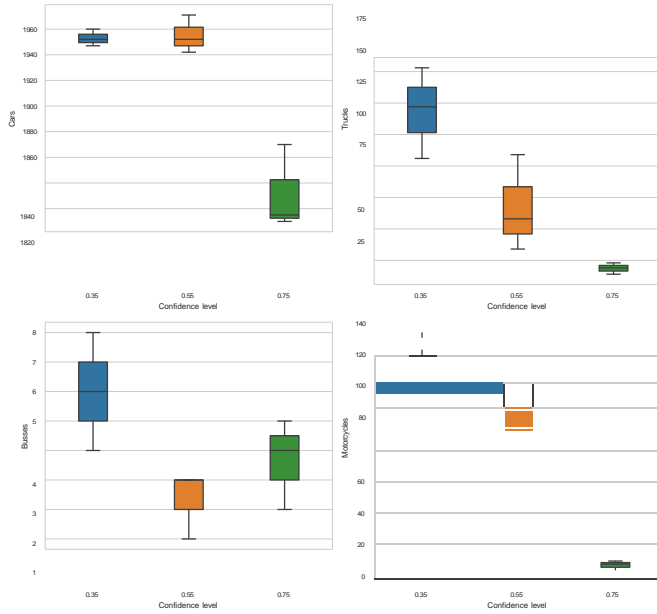 1960
1940
1920
1900
1880
1860
1840
1820
Cars
0.35 0.55 0.75
Confidence level
175
150
125
100
75
50
25
Trucks
0.35 0.55 0.75
Confidence level
8
7
6
5
4
3
2
1
Busses
0.35 0.55 0.75
Confidence level
140
120
100
80
60
40
20
0
Motorcycles
0.35 0.55 0.75
Confidence level